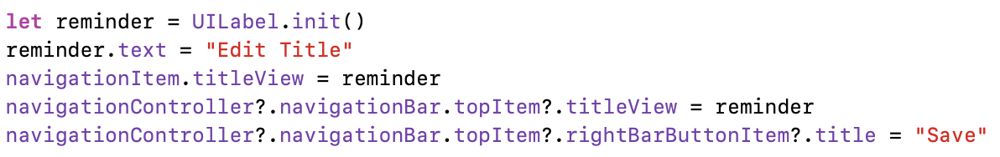 let reminder = UILabel.init()
reminder.text = "Edit Title"
navigationItem.titleView = reminder
navigationController?.navigationBar.topItem?.titleView = reminder
navigationController?.navigationBar.topItem?.rightBarButtonItem?.title = "Save"